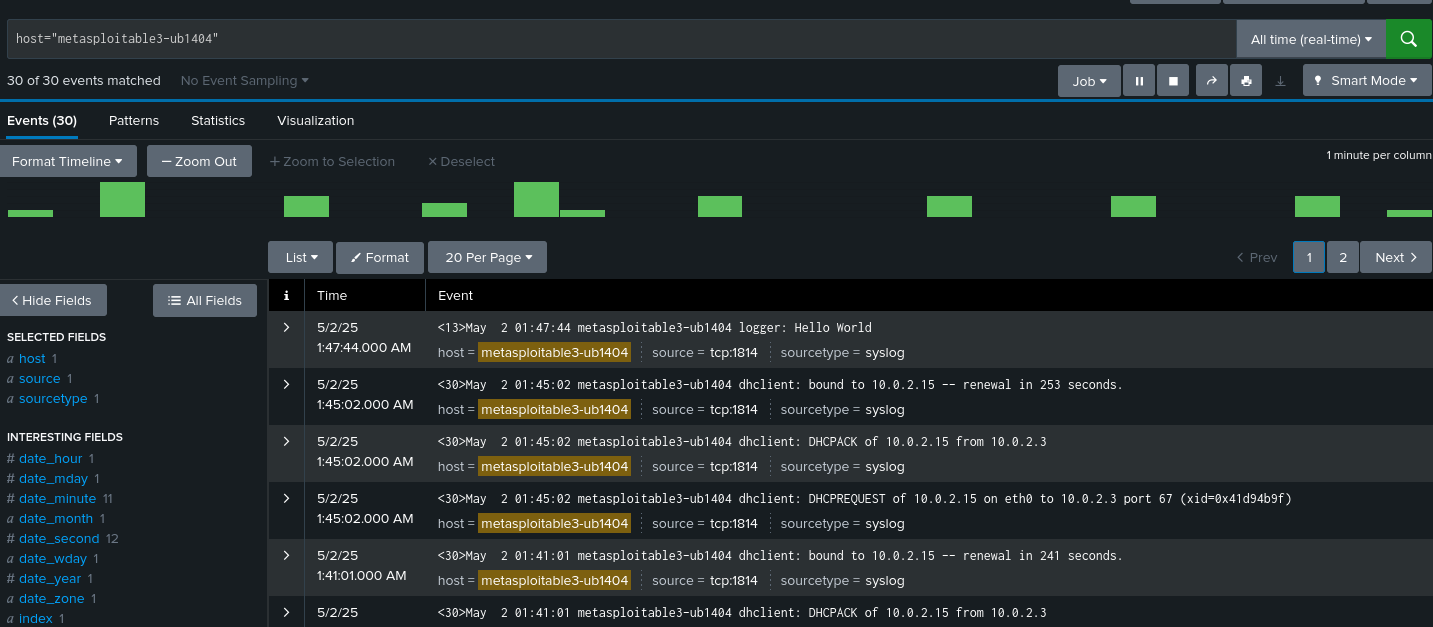 host="metasploitable3-ub1404" All time (real-time)
30 of 30 events matched No Event Sampling Job Smart Mode
Events (30) Patterns Statistics Visualization
Format Timeline — Zoom Out + Zoom to Selection × Deselect 1 minute per column
List Format 20 Per Page < Prev 1 2 Next >
< Hide Fields All Fields
SELECTED FIELDS
a host 1
a source 1
a sourcetype 1
INTERESTING FIELDS
# date_hour 1
# date_mday 1
# date_minute 11
a date_month 1
# date_second 12
a date_wday 1
# date_year 1
a date_zone 1
a index 1
i Time Event
> 5/2/25 <13>May  2 01:47:44 metasploitable3-ub1404 logger: Hello World
1:47:44.000 AM host = metasploitable3-ub1404 source = tcp:1814 sourcetype = syslog
> 5/2/25 <30>May  2 01:45:02 metasploitable3-ub1404 dhclient: bound to 10.0.2.15 -- renewal in 253 seconds.
1:45:02.000 AM host = metasploitable3-ub1404 source = tcp:1814 sourcetype = syslog
> 5/2/25 <30>May  2 01:45:02 metasploitable3-ub1404 dhclient: DHCPACK of 10.0.2.15 from 10.0.2.3
1:45:02.000 AM host = metasploitable3-ub1404 source = tcp:1814 sourcetype = syslog
> 5/2/25 <30>May  2 01:45:02 metasploitable3-ub1404 dhclient: DHCPREQUEST of 10.0.2.15 on eth0 to 10.0.2.3 port 67 (xid=0x41d94b9f)
1:45:02.000 AM host = metasploitable3-ub1404 source = tcp:1814 sourcetype = syslog
> 5/2/25 <30>May  2 01:41:01 metasploitable3-ub1404 dhclient: bound to 10.0.2.15 -- renewal in 241 seconds.
1:41:01.000 AM host = metasploitable3-ub1404 source = tcp:1814 sourcetype = syslog
> 5/2/25 <30>May  2 01:41:01 metasploitable3-ub1404 dhclient: DHCPACK of 10.0.2.15 from 10.0.2.3